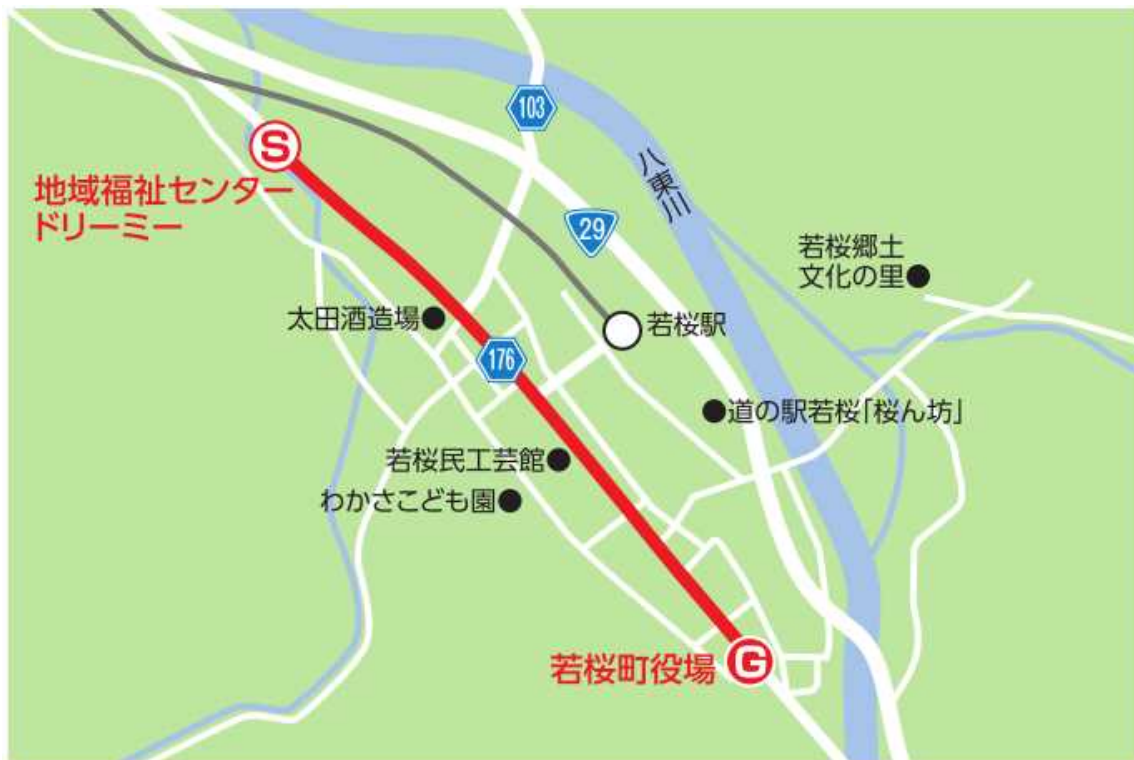 103
S
地域福祉センター
ドリーミー
八東川
29
若桜郷土
文化の里
太田酒造場
若桜駅
176
道の駅若桜「桜ん坊」
若桜民工芸館
わかさこども園
若桜町役場
G